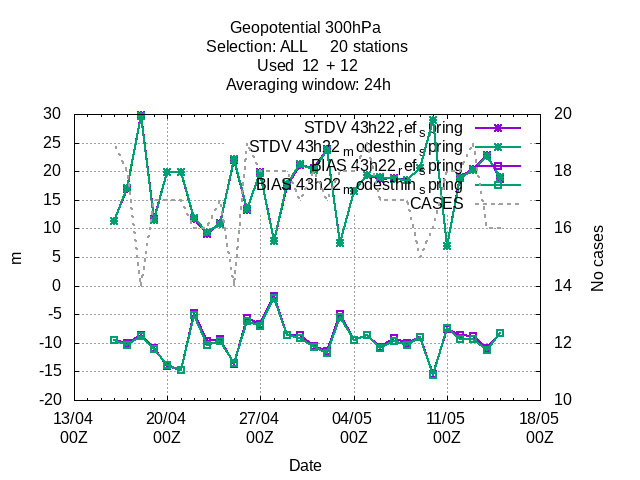 Geopotential 300hPa
Selection: ALL 20 stations
Used 12 + 12
Averaging window: 24h
30 20
25
20 18
15
10 16
5
0 14
-5
-10 12
-15
-20 10
m
No cases
STDV 43h22_ref_spring
STDV 43h22_modesthin_spring
BIAS 43h22_ref_spring
BIAS 43h22_modesthin_spring
CASES
13/04 20/04 27/04 04/05 11/05 18/05
00Z 00Z 00Z 00Z 00Z 00Z
Date